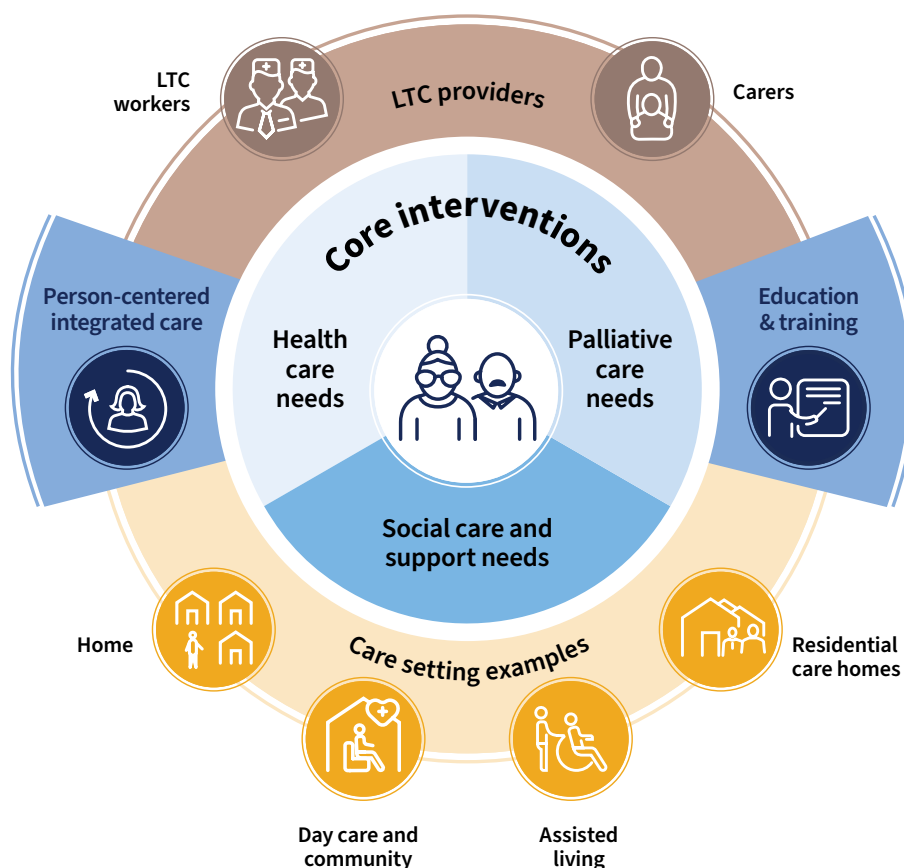 LTC
workers
LTC providers
Carers
Core interventions
Person-centered
integrated care
Education
& training
Health
care
needs
Palliative
care
needs
Social care and
support needs
Home
Care setting examples
Residential
care homes
Day care and
community
Assisted
living